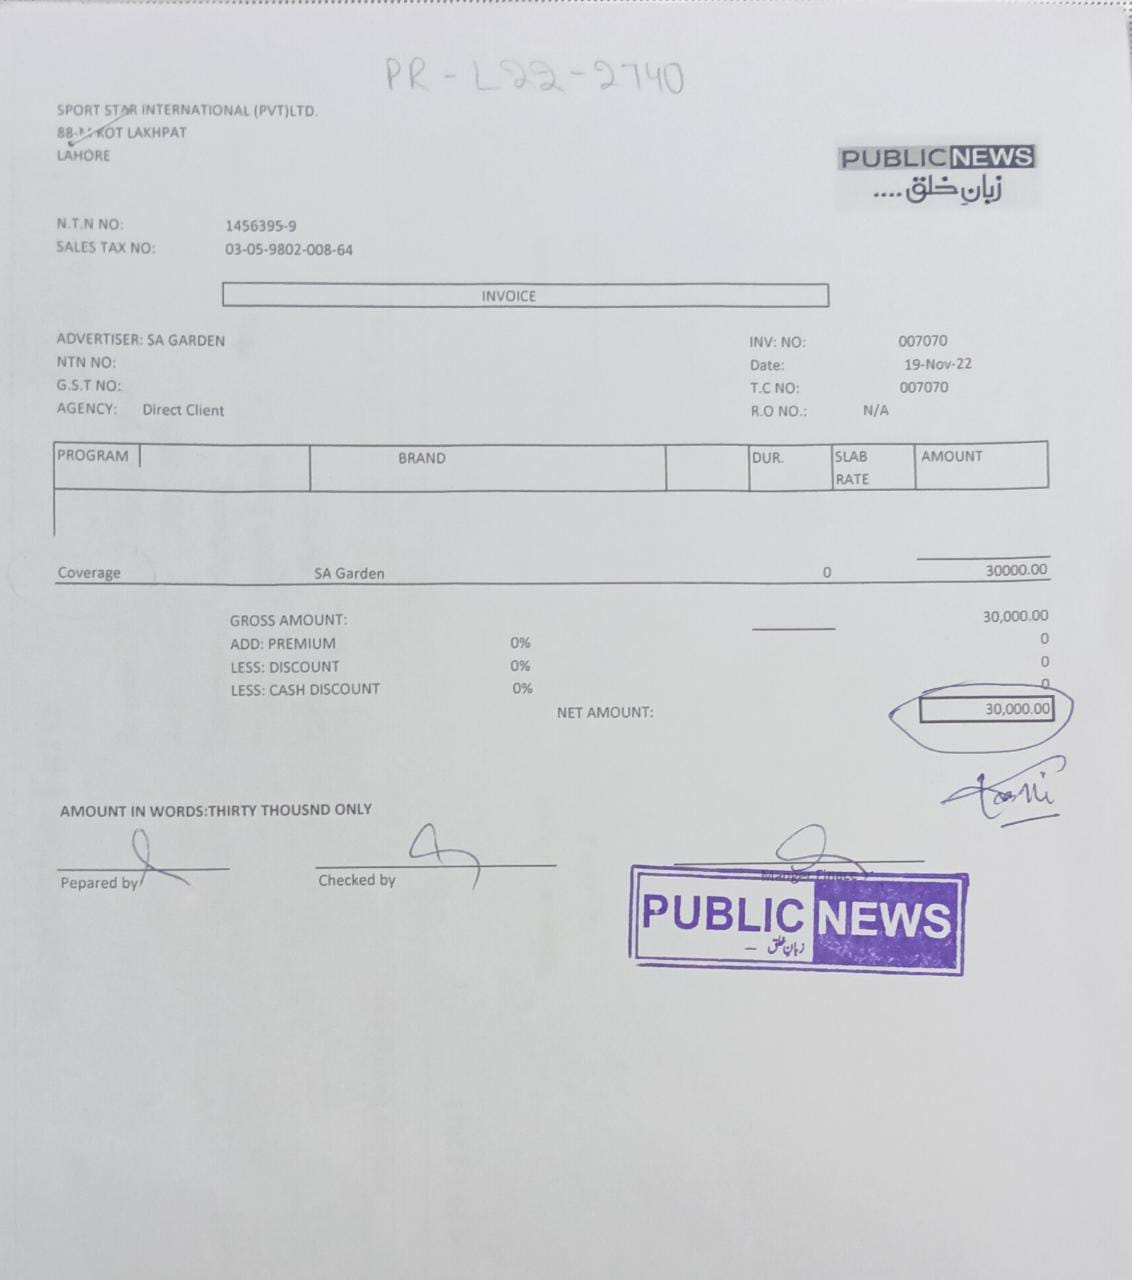 PR - L22-2740
SPORT STAR INTERNATIONAL (PVT)LTD.
88-M KOT LAKHPAT
LAHORE
PUBLIC NEWS
زبانِ خلق....
N.T.N NO: 1456395-9
SALES TAX NO: 03-05-9802-008-64
INVOICE
ADVERTISER: SA GARDEN INV: NO: 007070
NTN NO: Date: 19-Nov-22
G.S.T NO: T.C NO: 007070
AGENCY: Direct Client R.O NO.: N/A
PROGRAM BRAND DUR. SLAB RATE AMOUNT
Coverage SA Garden 0 30000.00
GROSS AMOUNT: 30,000.00
ADD: PREMIUM 0% 0
LESS: DISCOUNT 0% 0
LESS: CASH DISCOUNT 0% 0
NET AMOUNT: 30,000.00
AMOUNT IN WORDS:THIRTY THOUSND ONLY
Pepared by Checked by Manger Finace
PUBLIC NEWS
زبانِ خلق